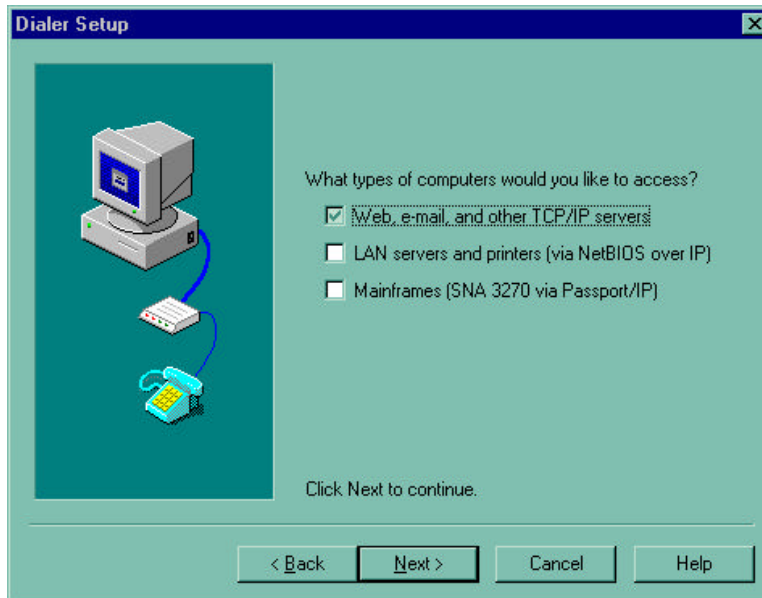 Dialer Setup
What types of computers would you like to access?
Web, e-mail, and other TCP/IP servers
LAN servers and printers (via NetBIOS over IP)
Mainframes (SNA 3270 via Passport/IP)
Click Next to continue.
< Back
Next >
Cancel
Help